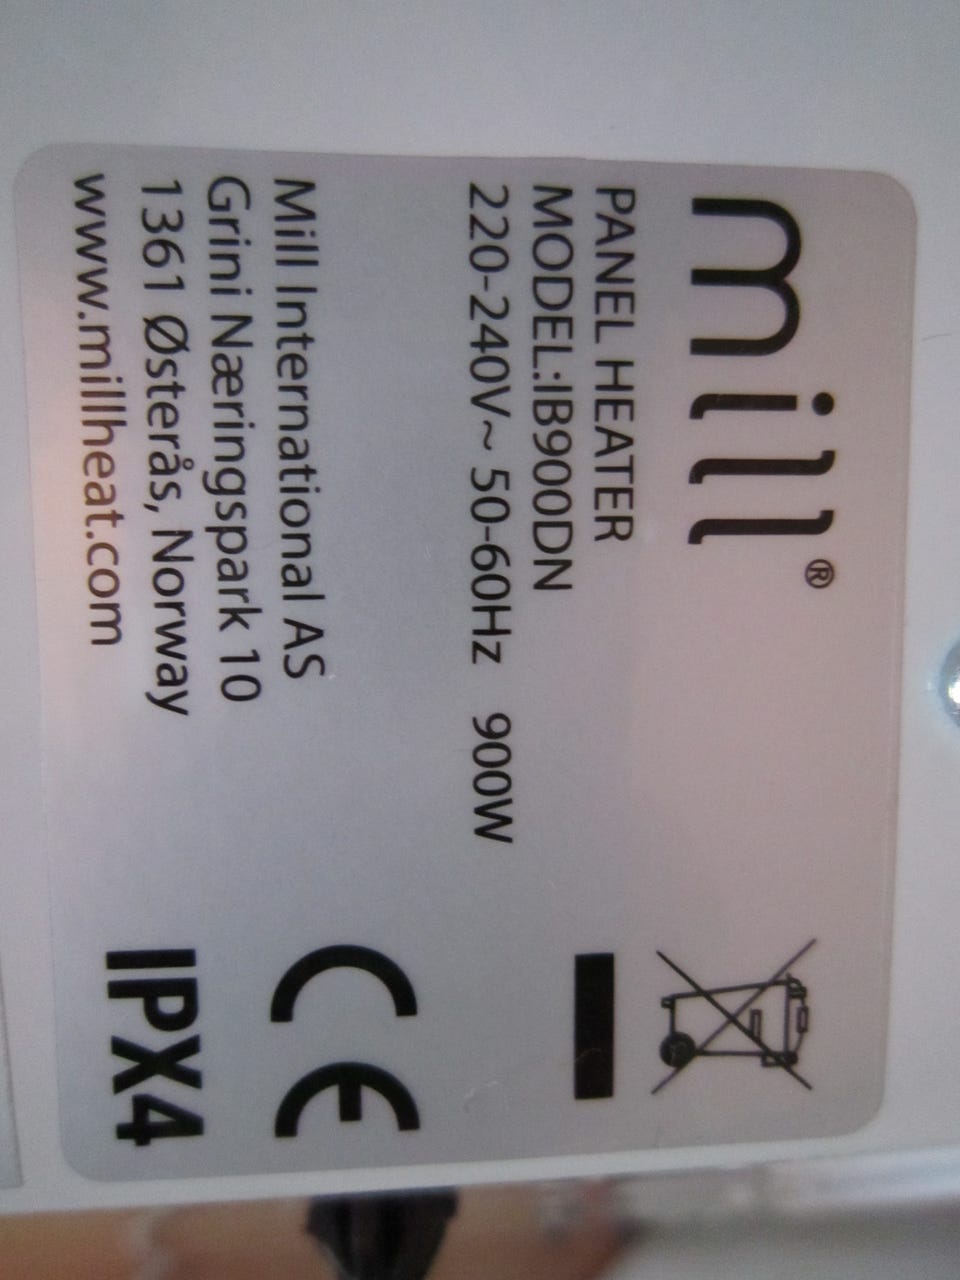 mill®
PANEL HEATER
MODEL:IB900DN
220-240V~ 50-60Hz 900W
Mill International AS
Grini Næringspark 10
1361 Østerås, Norway
www.millheat.com
CE
IPX4